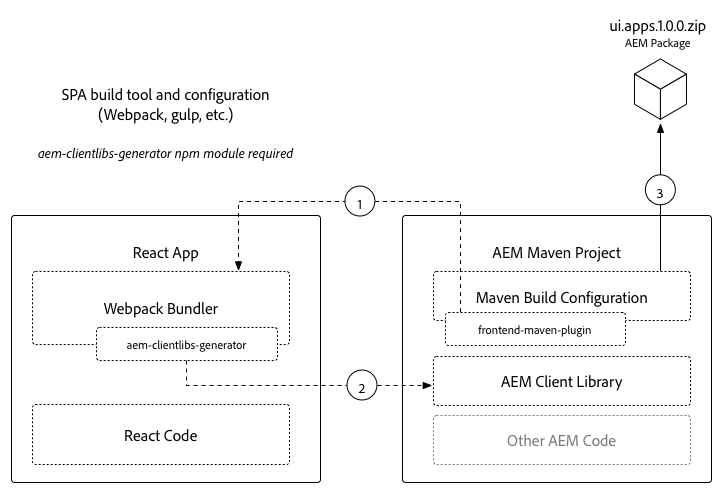 ui.apps.1.0.0.zip
AEM Package
SPA build tool and configuration
(Webpack, gulp, etc.)
aem-clientlibs-generator npm module required
1
3
React App
Webpack Bundler
aem-clientlibs-generator
React Code
2
AEM Maven Project
Maven Build Configuration
frontend-maven-plugin
AEM Client Library
Other AEM Code